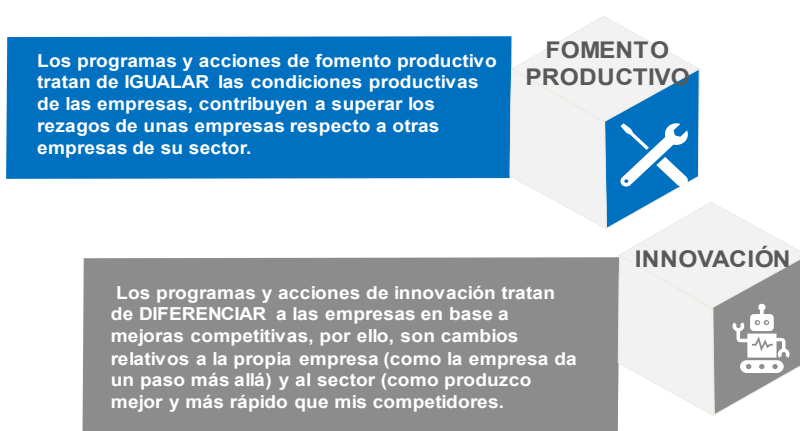 FOMENTO
PRODUCTIVO
Los programas y acciones de fomento productivo
tratan de IGUALAR las condiciones productivas
de las empresas, contribuyen a superar los
rezagos de unas empresas respecto a otras
empresas de su sector.
INNOVACIÓN
Los programas y acciones de innovación tratan
de DIFERENCIAR a las empresas en base a
mejoras competitivas, por ello, son cambios
relativos a la propia empresa (como la empresa da
un paso más allá) y al sector (como produzco
mejor y más rápido que mis competidores.